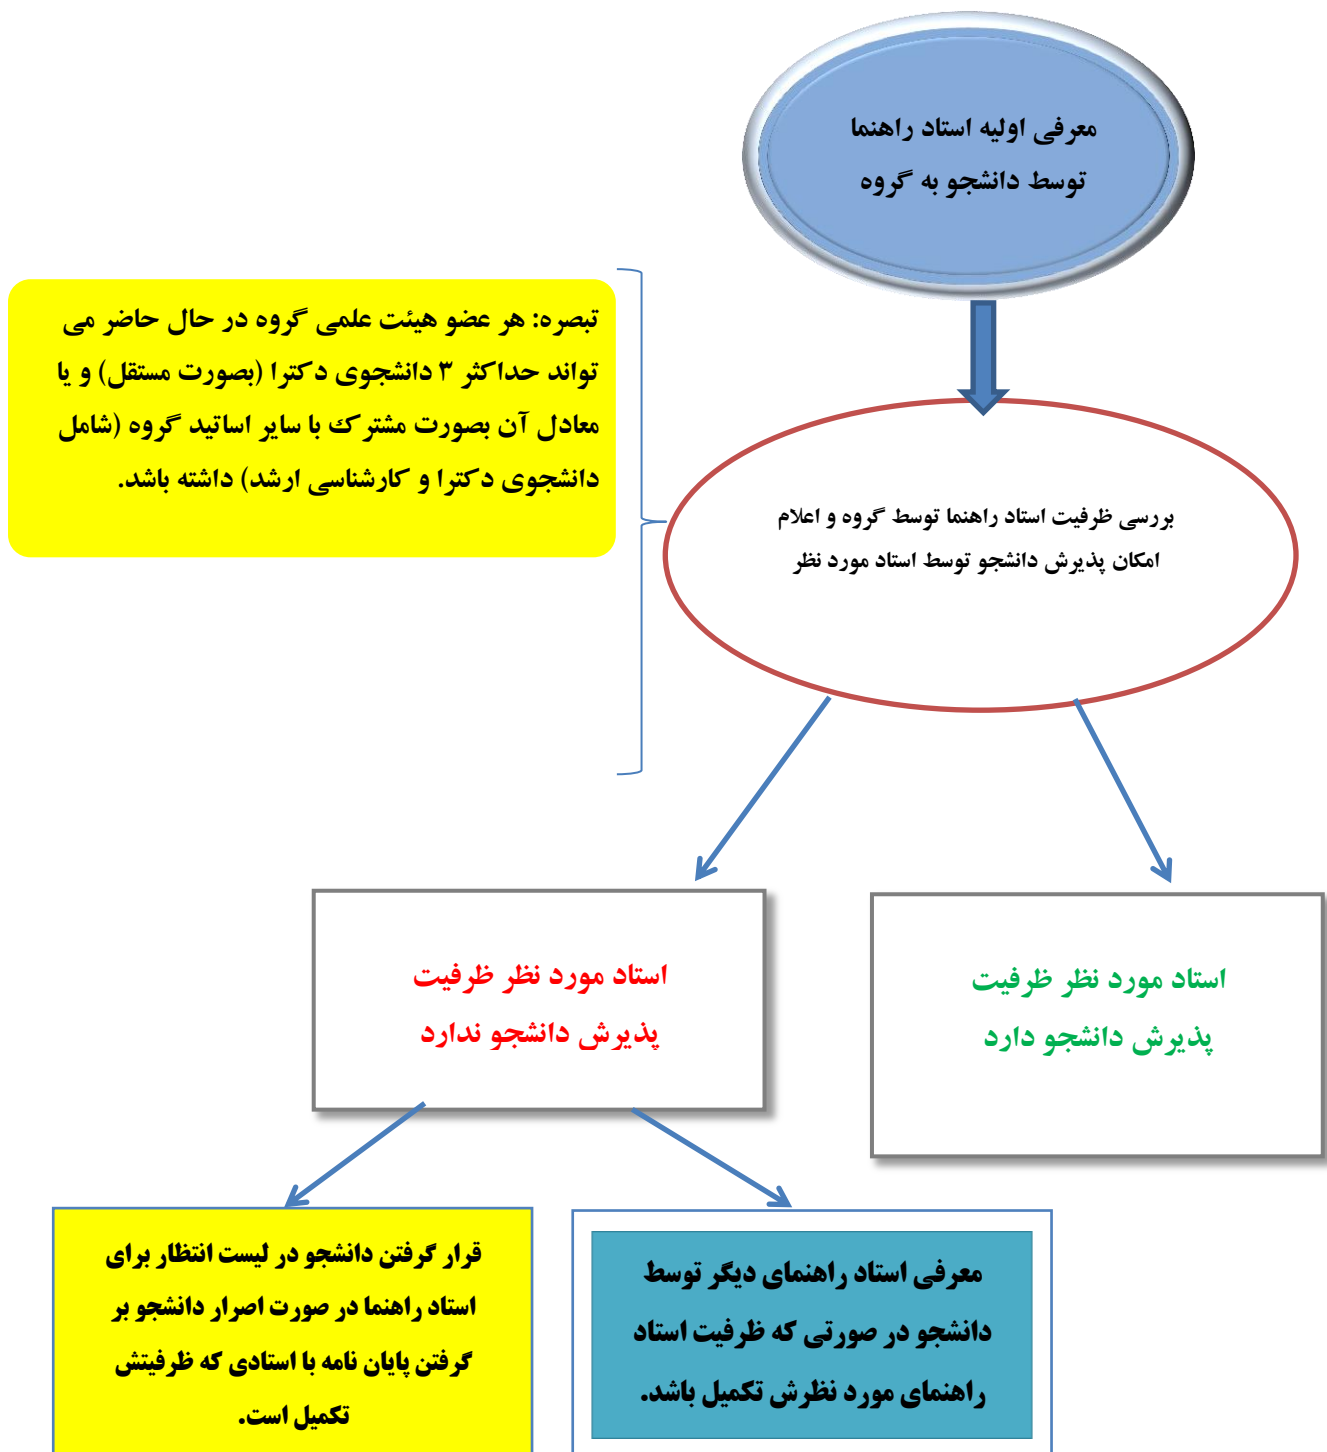 معرفی اولیه استاد راهنما
توسط دانشجو به گروه
تبصره: هر عضو هیئت علمی گروه در حال حاضر می
تواند حداکثر ۳ دانشجوی دکترا (بصورت مستقل) و یا
معادل آن بصورت مشترک با سایر اساتید گروه (شامل
دانشجوی دکترا و کارشناسی ارشد) داشته باشد.
بررسی ظرفیت استاد راهنما توسط گروه و اعلام
امکان پذیرش دانشجو توسط استاد مورد نظر
استاد مورد نظر ظرفیت
پذیرش دانشجو دارد
استاد مورد نظر ظرفیت
پذیرش دانشجو ندارد
معرفی استاد راهنمای دیگر توسط
دانشجو در صورتی که ظرفیت استاد
راهنمای مورد نظرش تکمیل باشد.
قرار گرفتن دانشجو در لیست انتظار برای
استاد راهنما در صورت اصرار دانشجو بر
گرفتن پایان نامه با استادی که ظرفیتش
تکمیل است.